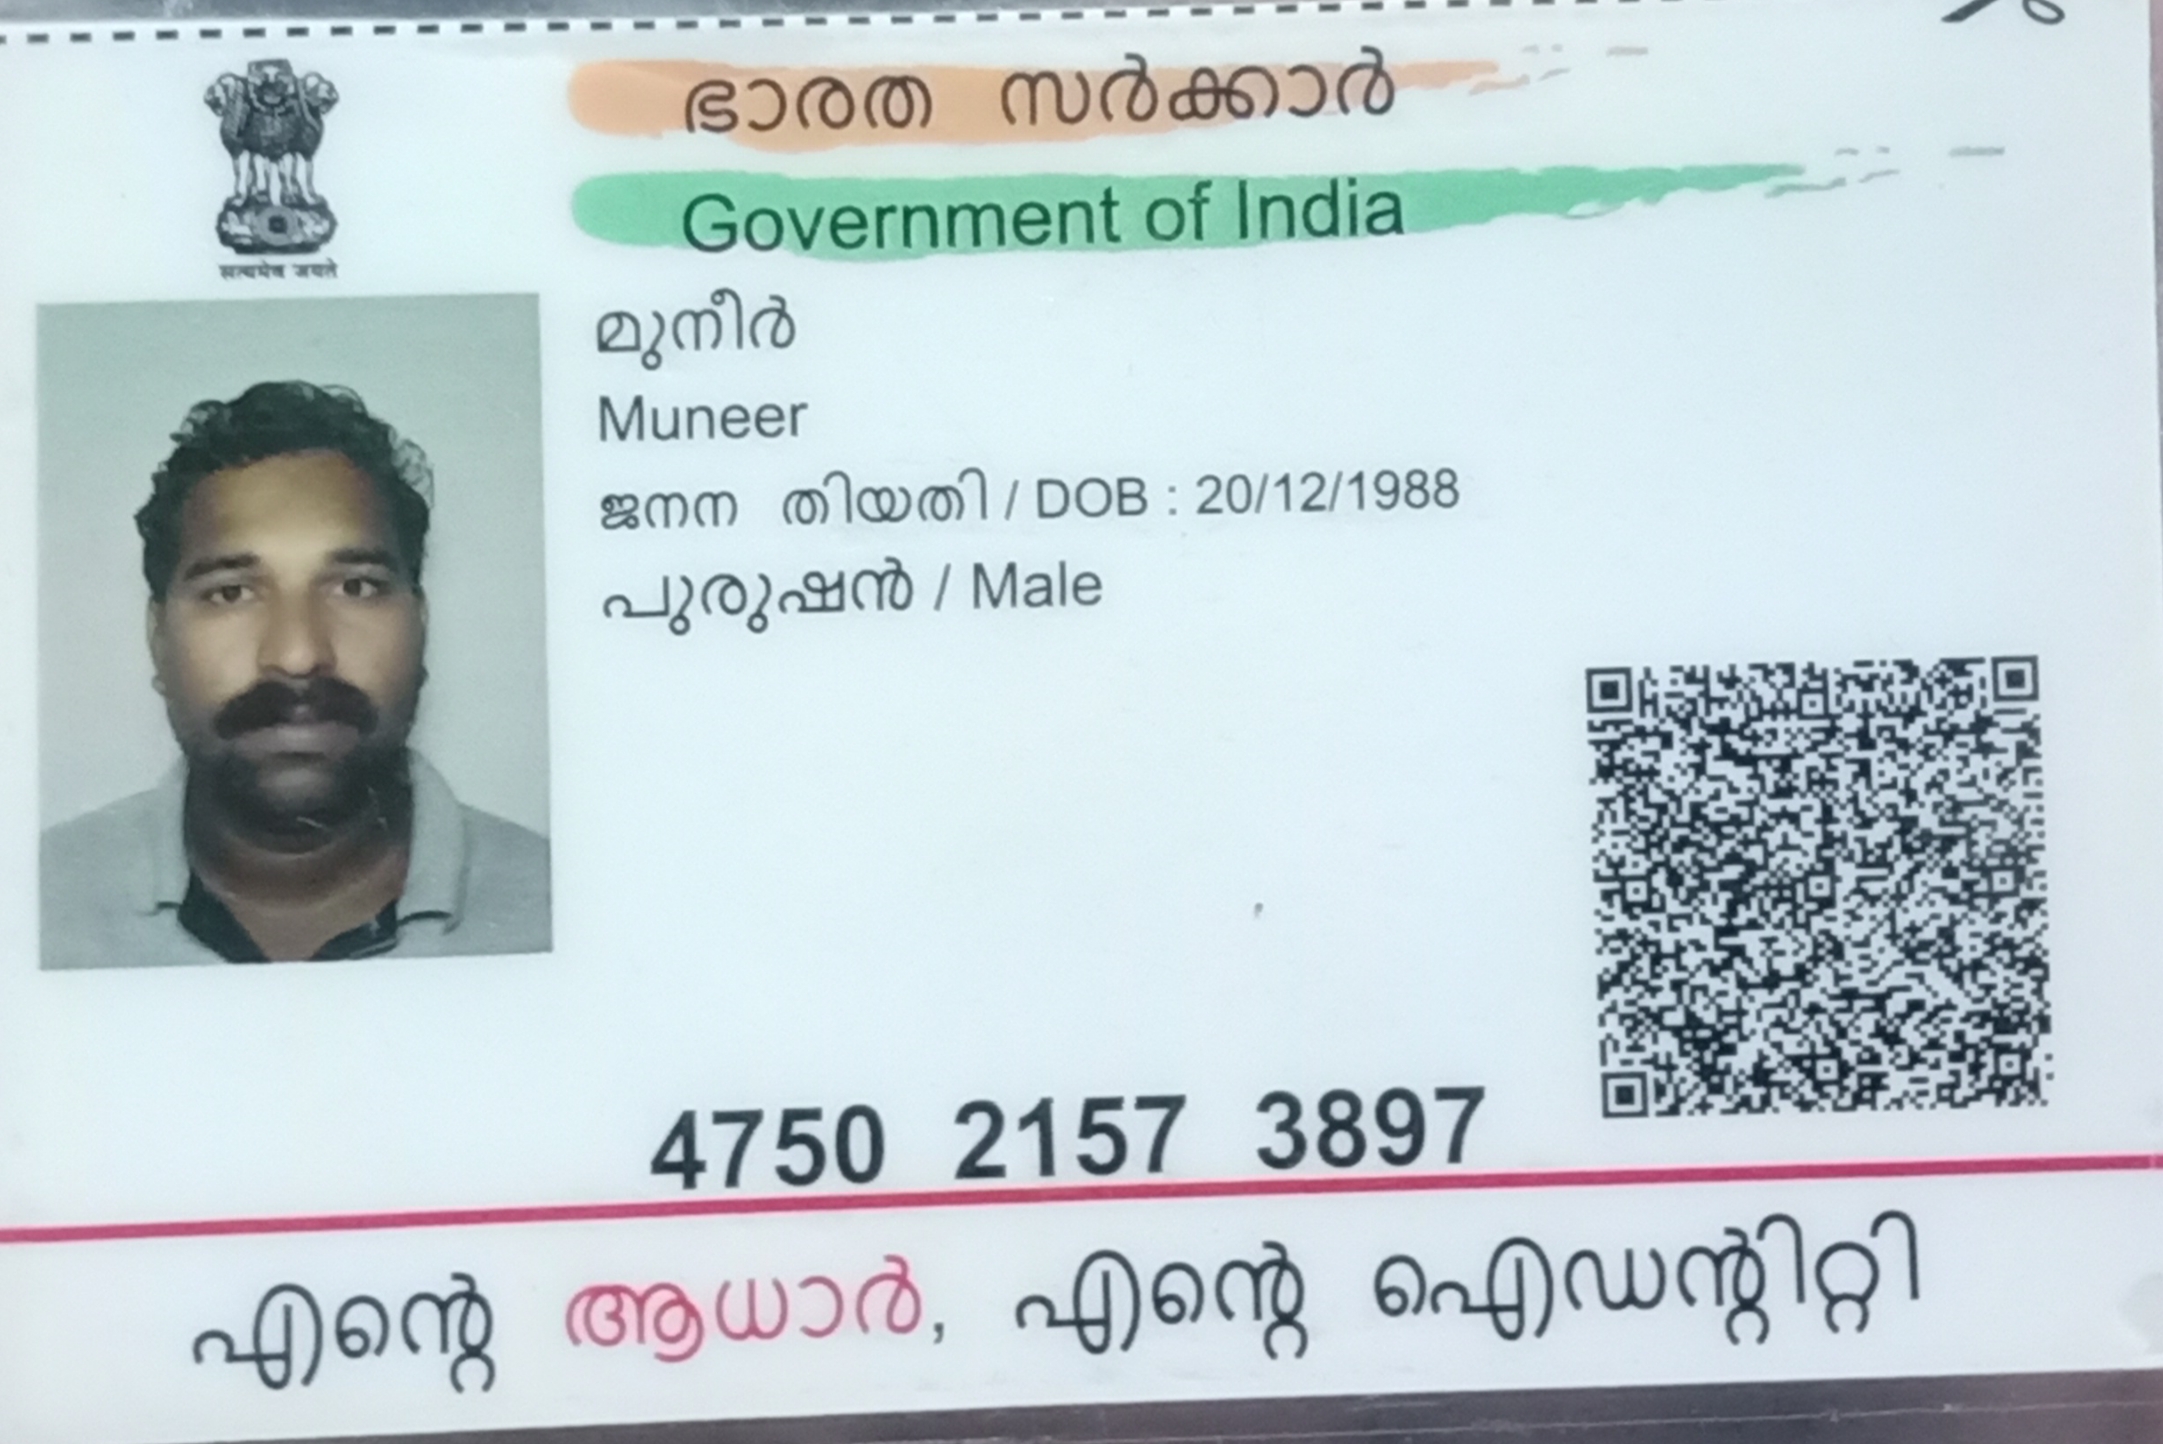 ഭാരത സർക്കാർ
Government of India
सत्यमेव जयते
മുനീർ
Muneer
ജനന തിയതി / DOB : 20/12/1988
പുരുഷൻ / Male
4750 2157 3897
എന്റെ ആധാർ, എന്റെ ഐഡന്റിറ്റി